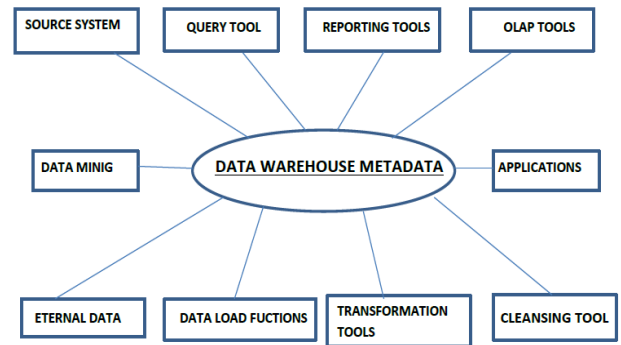 SOURCE SYSTEM
QUERY TOOL
REPORTING TOOLS
OLAP TOOLS
DATA MINIG
DATA WAREHOUSE METADATA
APPLICATIONS
ETERNAL DATA
DATA LOAD FUCTIONS
TRANSFORMATION
TOOLS
CLEANSING TOOL